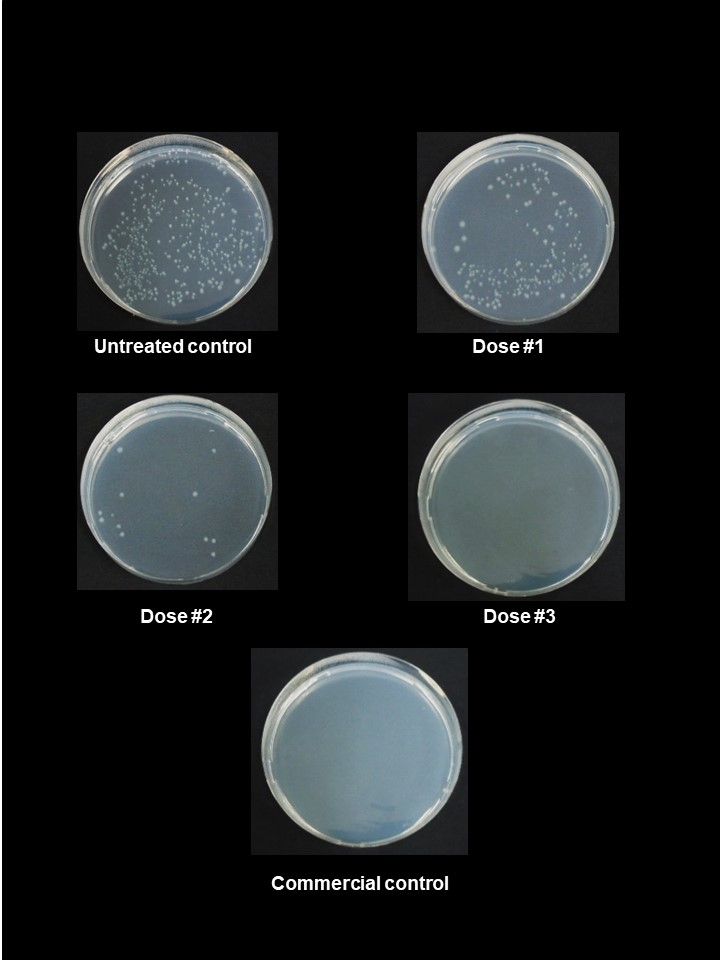 Untreated control
Dose #1
Dose #2
Dose #3
Commercial control